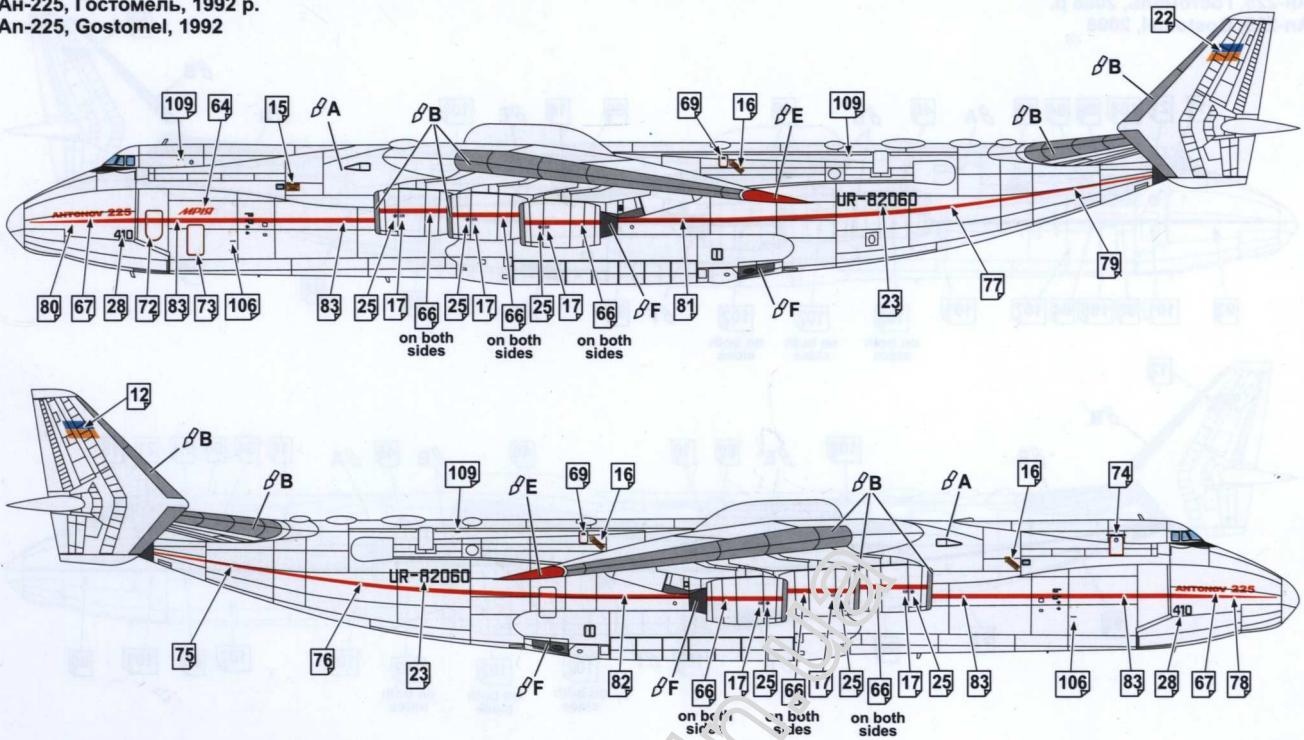 Ан-225, Гостомель, 1992 р.
An-225, Gostomel, 1992
22
B
109 64 15 A B 69 16 109 E B
UR-82060
ANTONOV 225 МРІЯ
410
80 67 28 72 83 73 106 83 25 17 66 25 17 66 25 17 66 F 81 F 23 77 79
on both sides
on both sides
on both sides
12
B
B 109 E 69 16 B A 16 74
UR-82060
ANTONOV 225
410
75 76 23 F 82 F 66 17 25 66 17 25 66 17 25 83 106 83 28 67 78
on both sides
on both sides
on both sides